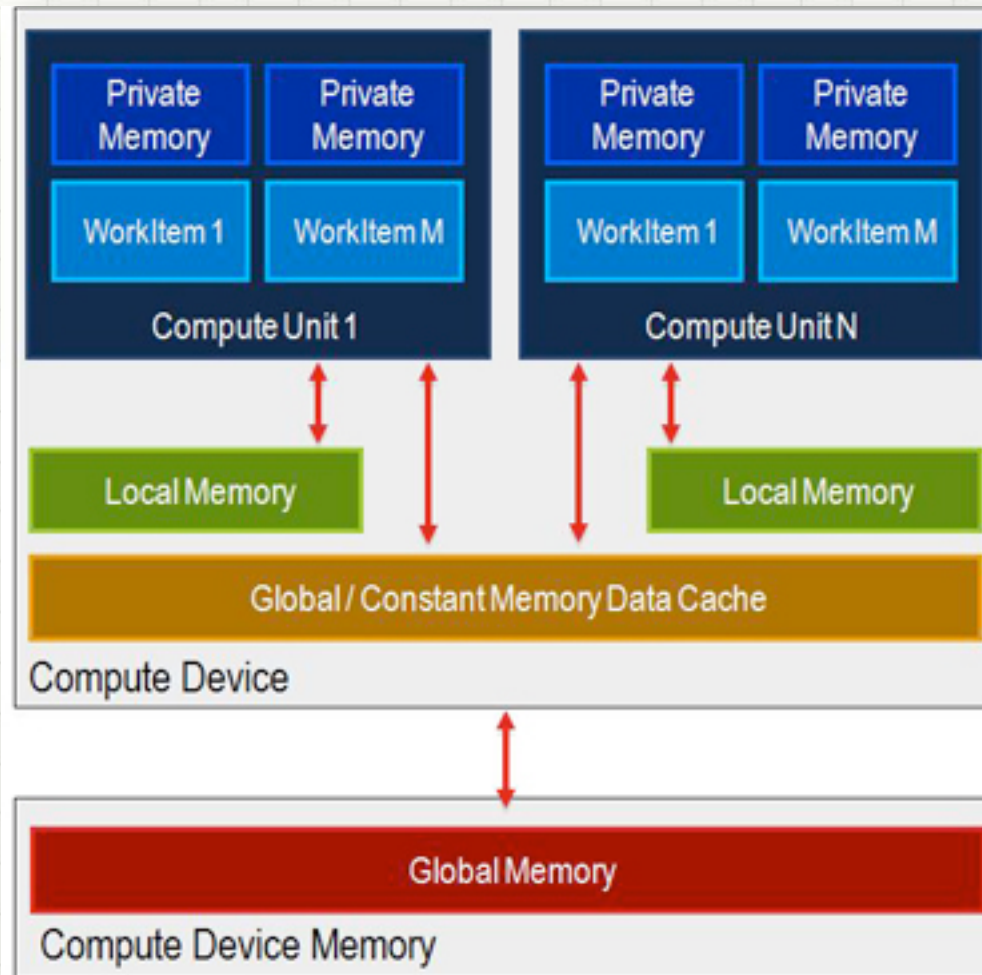 Private
Memory
Private
Memory
Private
Memory
Private
Memory
WorkItem 1
WorkItem M
WorkItem 1
WorkItem M
Compute Unit 1
Compute Unit N
Local Memory
Local Memory
Global / Constant Memory Data Cache
Compute Device
Global Memory
Compute Device Memory